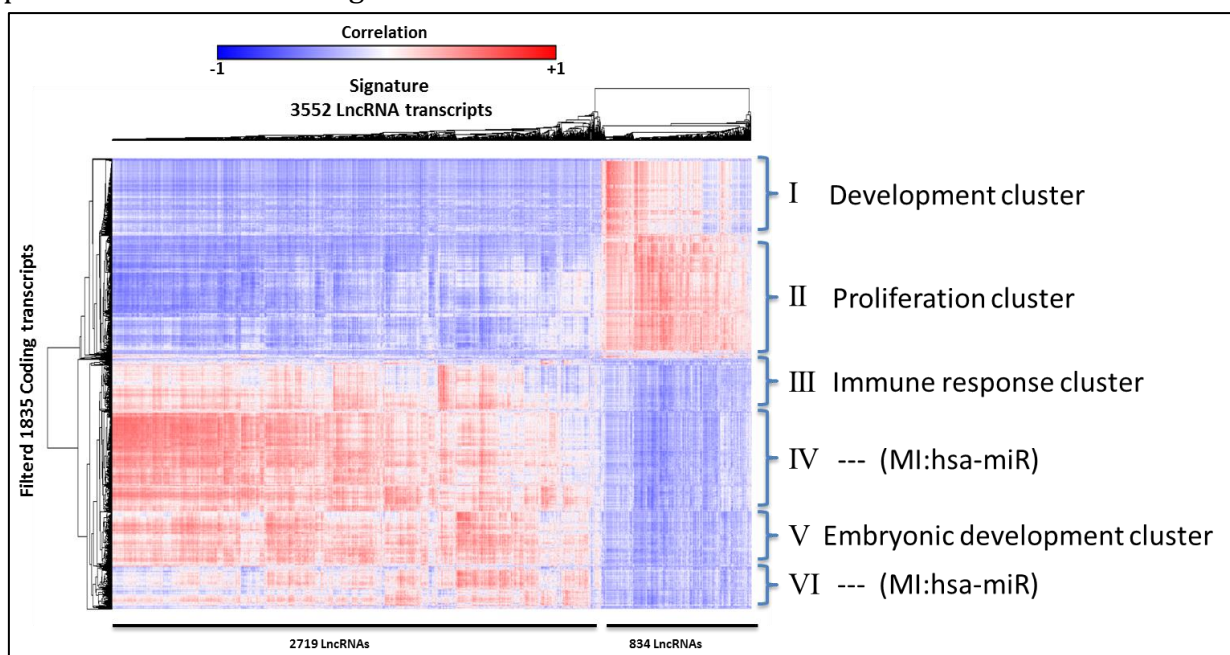 Correlation
-1 +1
Signature
3552 LncRNA transcripts
Filterd 1835 Coding transcripts
I Development cluster
II Proliferation cluster
III Immune response cluster
IV --- (MI:hsa-miR)
V Embryonic development cluster
VI --- (MI:hsa-miR)
2719 LncRNAs 834 LncRNAs